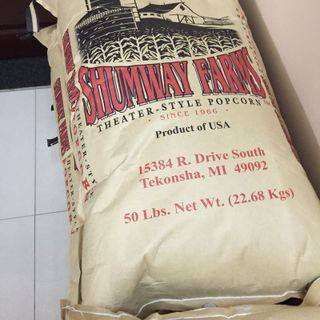 SHUMWAY FARMS
THEATER-STYLE POPCORN
• SINCE 1966 •
Product of USA
15384 R. Drive South
Tekonsha, MI 49092
50 Lbs. Net Wt. (22.68 Kgs)